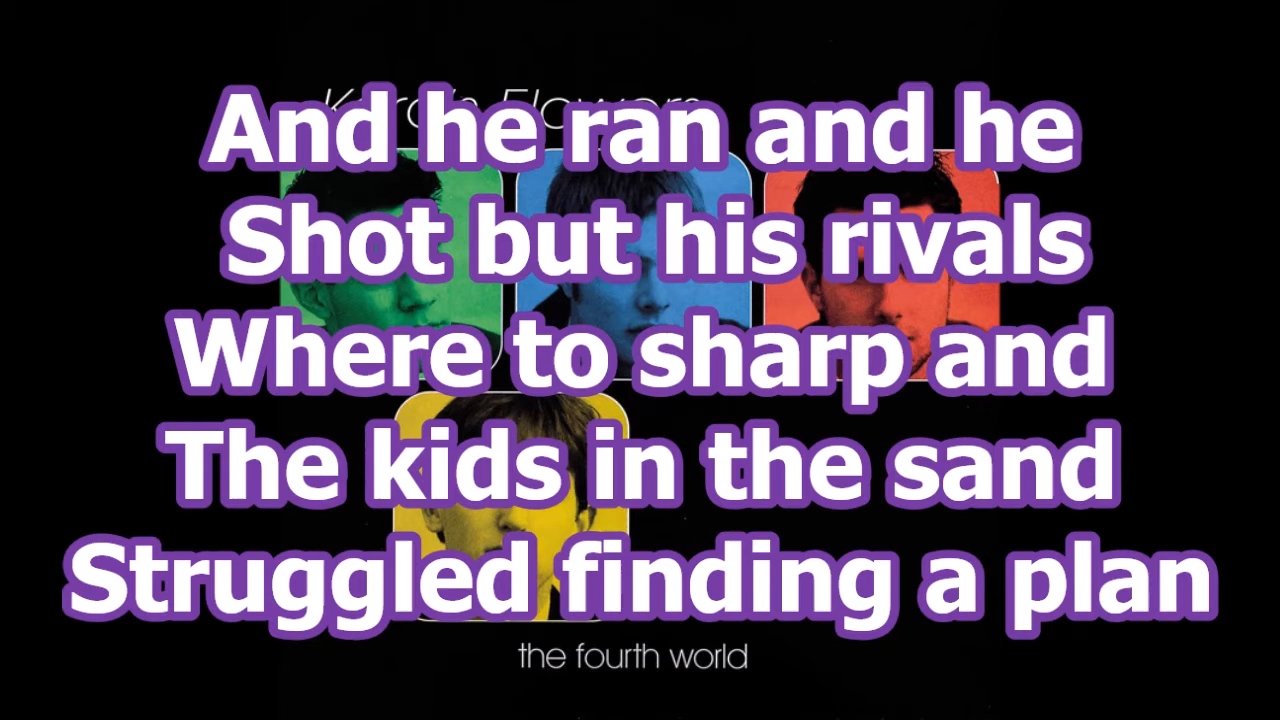 And he ran and he
Shot but his rivals
Where to sharp and
The kids in the sand
Struggled finding a plan
the fourth world